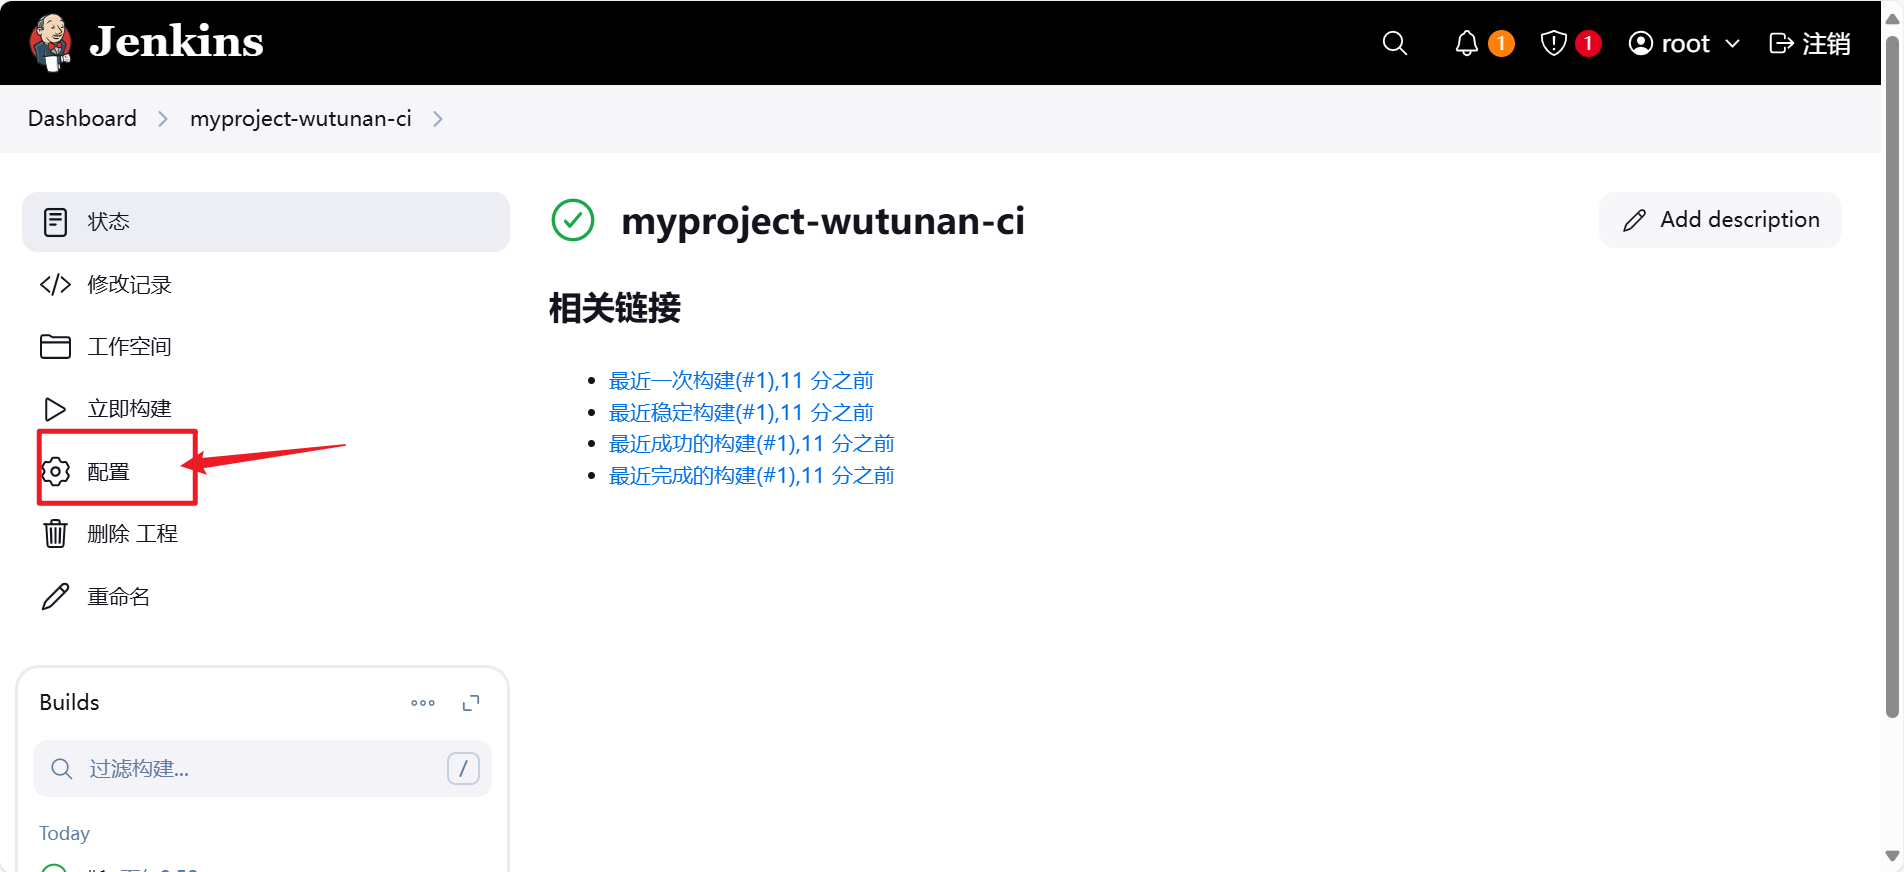 Jenkins
1
1
root
注销
Dashboard
myproject-wutunan-ci
状态
修改记录
工作空间
立即构建
配置
删除 工程
重命名
myproject-wutunan-ci
Add description
相关链接
最近一次构建(#1),11 分之前
最近稳定构建(#1),11 分之前
最近成功的构建(#1),11 分之前
最近完成的构建(#1),11 分之前
Builds
过滤构建...
/
Today